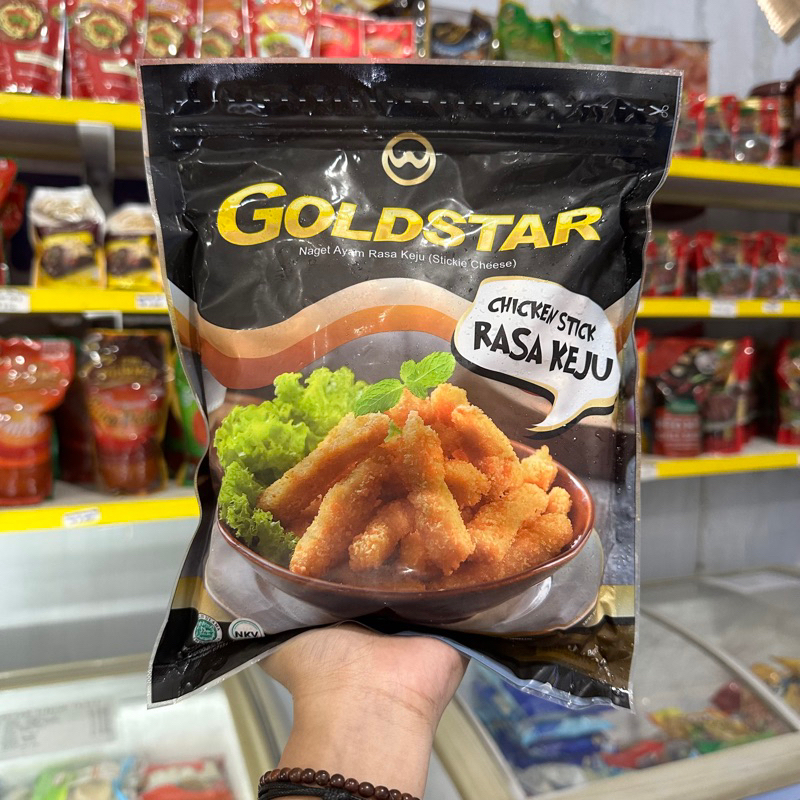 GOLDSTAR
Naget Ayam Rasa Keju (Stickie Cheese)
CHICKEN STICK
RASA KEJU
NKV